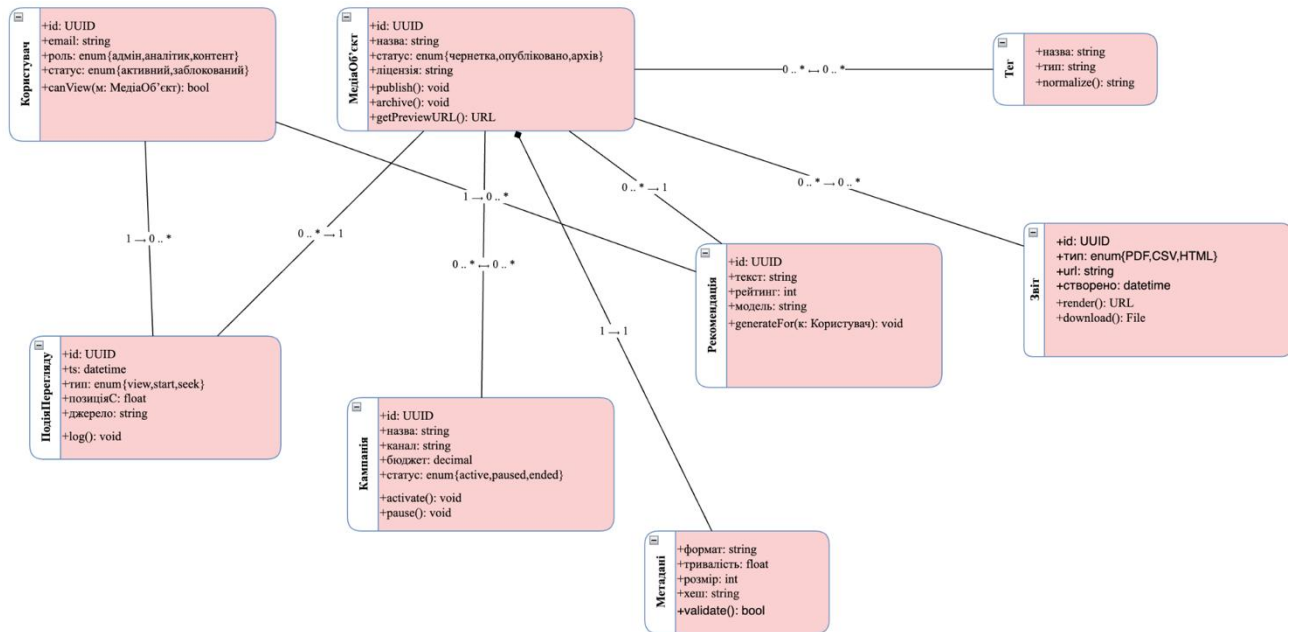 Користувач
+id: UUID
+email: string
+роль: enum{адмін,аналітик,контент}
+статус: enum{активний,заблокований}
+canView(м: МедіаОб’єкт): bool
МедіаОб’єкт
+id: UUID
+назва: string
+статус: enum{чернетка,опубліковано,архів}
+ліцензія: string
+publish(): void
+archive(): void
+getPreviewURL(): URL
0 .. * ↔ 0 .. *
Тег
+назва: string
+тип: string
+normalize(): string
1 → 0 .. *
0 .. * → 1
0 .. * → 0 .. *
1 → 0 .. *
0 .. * → 1
0 .. * ↔ 0 .. *
1 → 1
Рекомендація
+id: UUID
+текст: string
+рейтинг: int
+модель: string
+generateFor(к: Користувач): void
Звіт
+id: UUID
+тип: enum{PDF,CSV,HTML}
+url: string
+створено: datetime
+render(): URL
+download(): File
ПодіяПерегляду
+id: UUID
+ts: datetime
+тип: enum{view,start,seek}
+позиціяС: float
+джерело: string
+log(): void
Кампанія
+id: UUID
+назва: string
+канал: string
+бюджет: decimal
+статус: enum{active,paused,ended}
+activate(): void
+pause(): void
Метадані
+формат: string
+тривалість: float
+розмір: int
+хеш: string
+validate(): bool